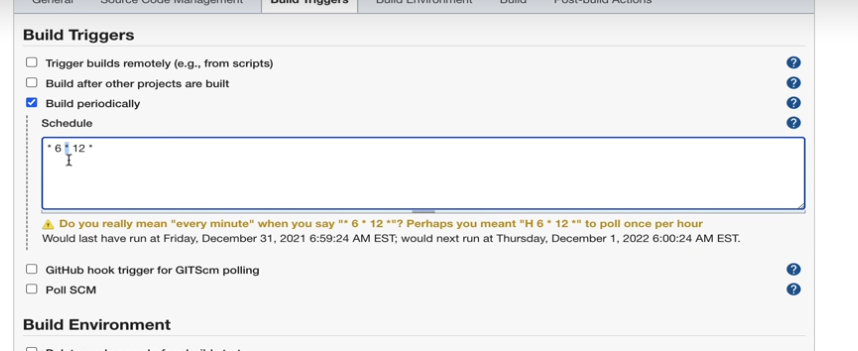 General Source Code Management Build Triggers Build Environment Build Post-build Actions
Build Triggers
Trigger builds remotely (e.g., from scripts)
Build after other projects are built
Build periodically
Schedule
* 6 * 12 *
Do you really mean "every minute" when you say "* 6 * 12 *"? Perhaps you meant "H 6 * 12 *" to poll once per hour
Would last have run at Friday, December 31, 2021 6:59:24 AM EST; would next run at Thursday, December 1, 2022 6:00:24 AM EST.
GitHub hook trigger for GITScm polling
Poll SCM
Build Environment